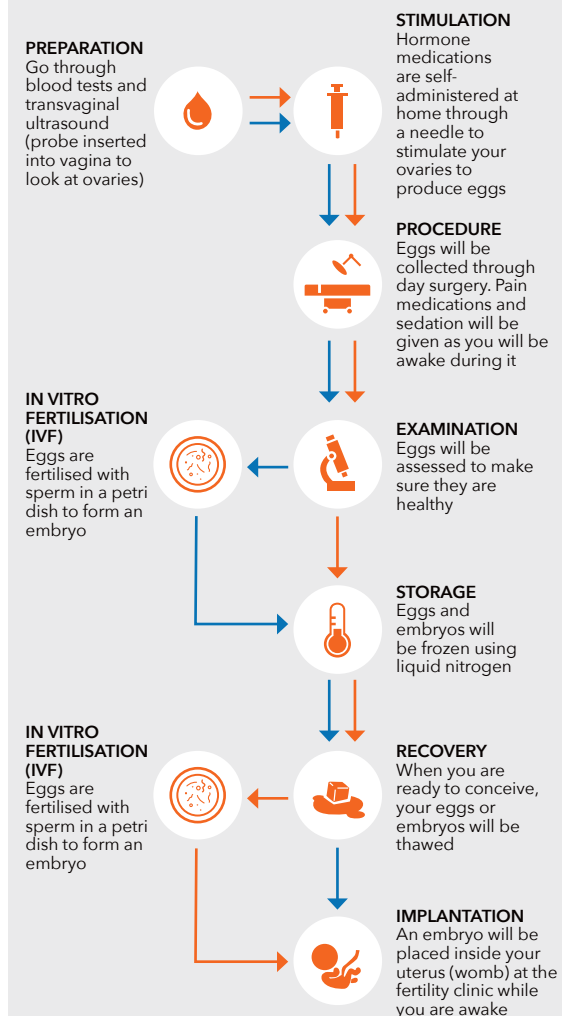 PREPARATION
Go through
blood tests and
transvaginal
ultrasound
(probe inserted
into vagina to
look at ovaries)
STIMULATION
Hormone
medications
are self-
administered at
home through
a needle to
stimulate your
ovaries to
produce eggs
PROCEDURE
Eggs will be
collected through
day surgery. Pain
medications and
sedation will be
given as you will be
awake during it
IN VITRO
FERTILISATION
(IVF)
Eggs are
fertilised with
sperm in a petri
dish to form an
embryo
EXAMINATION
Eggs will be
assessed to make
sure they are
healthy
STORAGE
Eggs and
embryos will
be frozen using
liquid nitrogen
IN VITRO
FERTILISATION
(IVF)
Eggs are
fertilised with
sperm in a petri
dish to form an
embryo
RECOVERY
When you are
ready to conceive,
your eggs or
embryos will be
thawed
IMPLANTATION
An embryo will be
placed inside your
uterus (womb) at the
fertility clinic while
you are awake